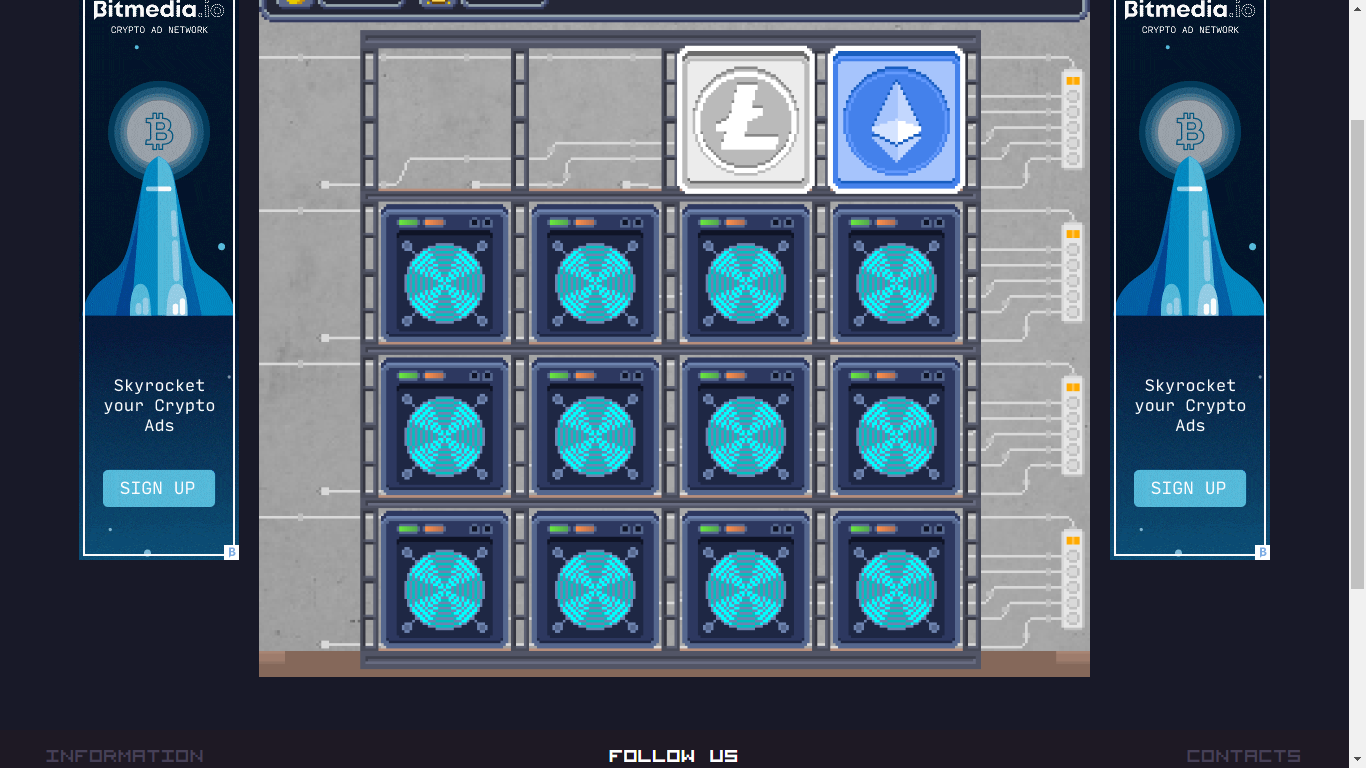 Bitmedia.io
CRYPTO AD NETWORK
Skyrocket
your Crypto
Ads
SIGN UP
B
Bitmedia.io
CRYPTO AD NETWORK
Skyrocket
your Crypto
Ads
SIGN UP
B
INFORMATION
FOLLOW US
CONTACTS